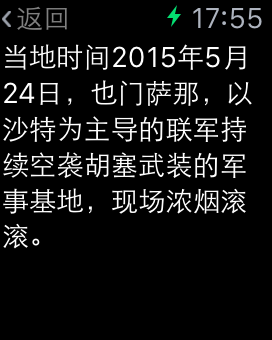 返回 17:55
当地时间2015年5月
24日，也门萨那，以
沙特为主导的联军持
续空袭胡塞武装的军
事基地，现场浓烟滚
滚。